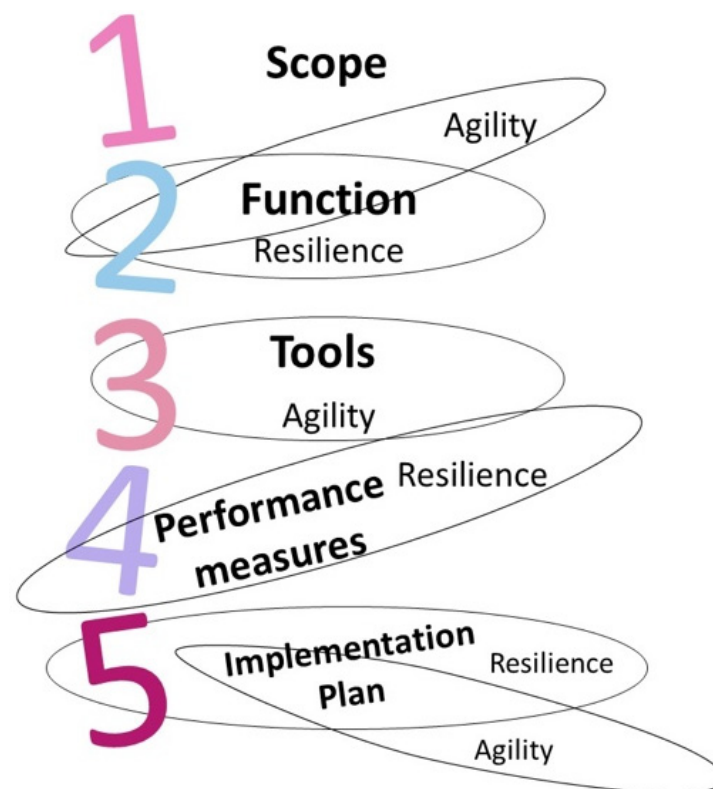 1
Scope
Agility
2
Function
Resilience
3
Tools
Agility
4
Performance Resilience
measures
5
Implementation
Plan
Resilience
Agility